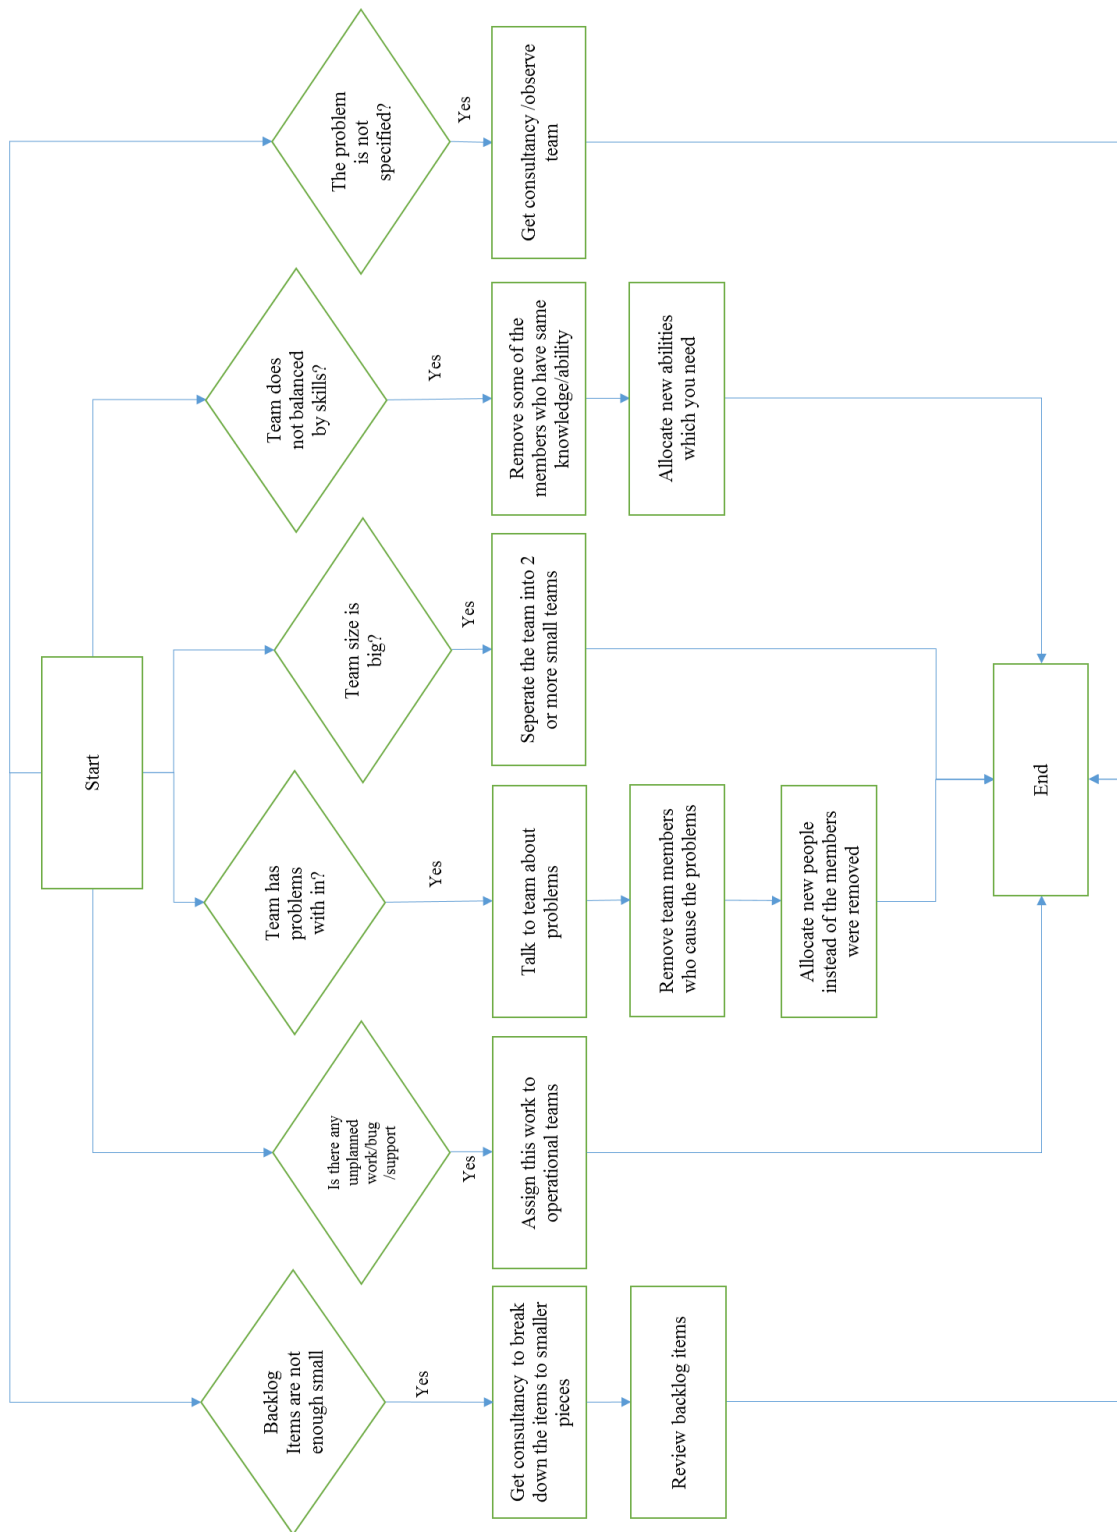 Start
Backlog
Items are not
enough small
Is there any
unplanned
work/bug
/support
Team has
problems
with in?
Team size is
big?
Team does
not balanced
by skills?
The problem
is not
specified?
Yes
Yes
Yes
Yes
Yes
Yes
Get consultancy to break
down the items to smaller
pieces
Assign this work to
operational teams
Talk to team about
problems
Seperate the team into 2
or more small teams
Remove some of the
members who have same
knowledge/ability
Get consultancy /observe
team
Review backlog items
Remove team members
who cause the problems
Allocate new abilities
which you need
Allocate new people
instead of the members
were removed
End